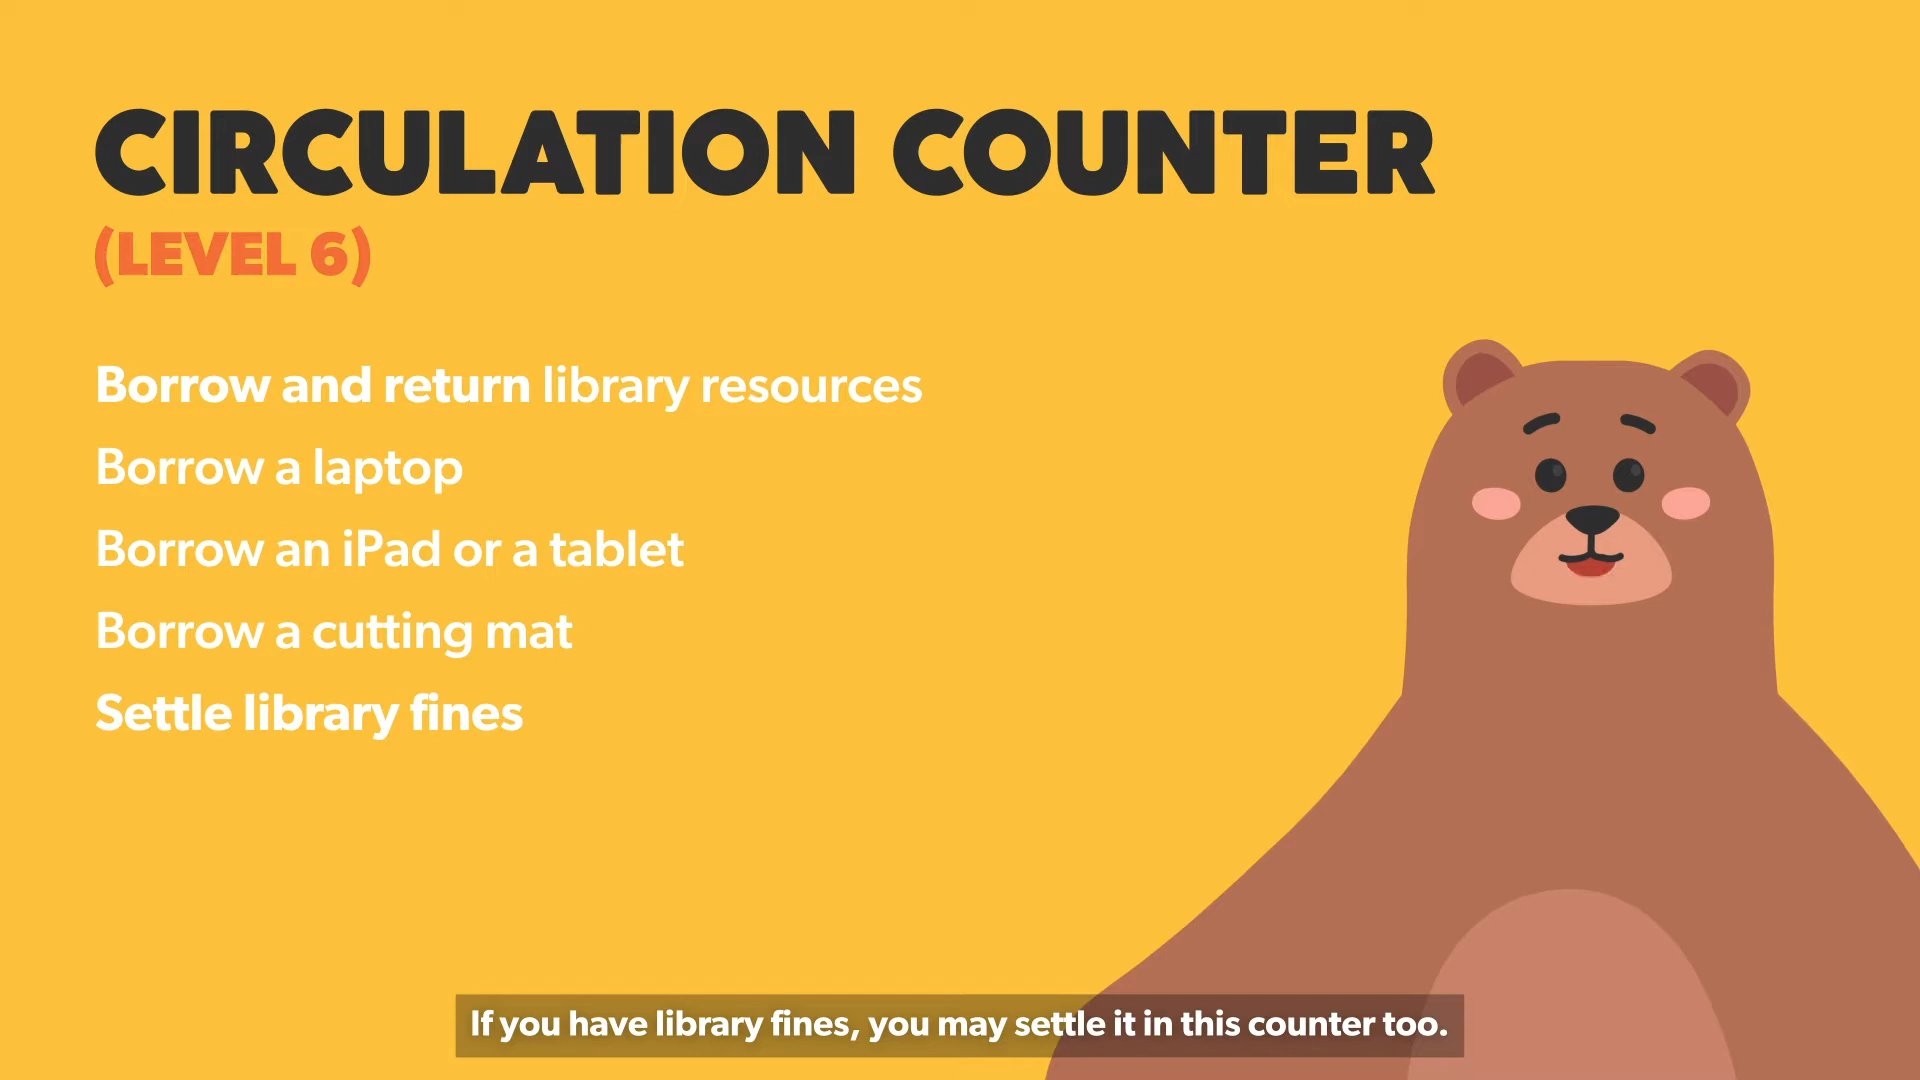 CIRCULATION COUNTER
(LEVEL 6)
Borrow and return library resources
Borrow a laptop
Borrow an iPad or a tablet
Borrow a cutting mat
Settle library fines
If you have library fines, you may settle it in this counter too.